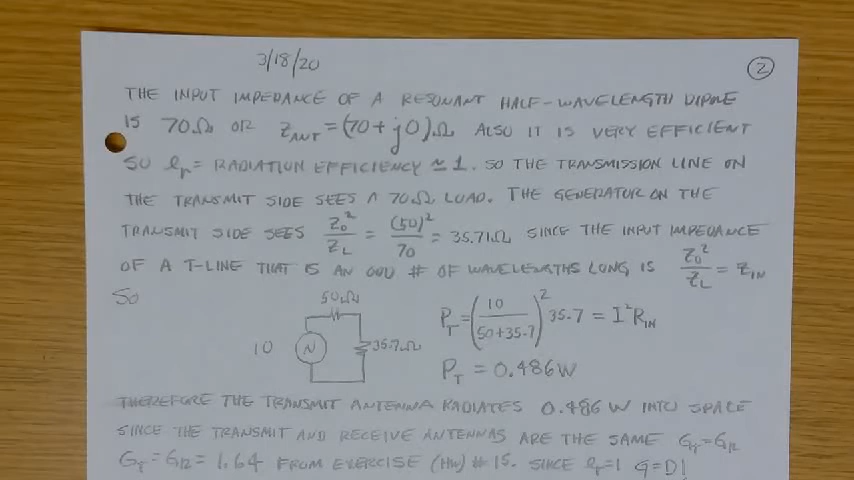 3/18/20
2
THE INPUT IMPEDANCE OF A RESONANT HALF-WAVELENGTH DIPOLE
IS 70Ω OR Z_ANT = (70 + j0)Ω ALSO IT IS VERY EFFICIENT
SO e_r = RADIATION EFFICIENCY ≃ 1. SO THE TRANSMISSION LINE ON
THE TRANSMIT SIDE SEES A 70Ω LOAD. THE GENERATOR ON THE
TRANSMIT SIDE SEES Z_0^2/Z_L = (50)^2/70 = 35.71Ω SINCE THE INPUT IMPEDANCE
OF A T-LINE THAT IS AN ODD # OF WAVELENGTHS LONG IS Z_0^2/Z_L = Z_IN
SO
50Ω
10 N 35.7Ω
P_T = (10/(50+35.7))^2 35.7 = I^2 R_IN
P_T = 0.486W
THEREFORE THE TRANSMIT ANTENNA RADIATES 0.486 W INTO SPACE
SINCE THE TRANSMIT AND RECEIVE ANTENNAS ARE THE SAME G_T = G_R
G_T = G_R = 1.64 FROM EXERCISE (HW) # 15. SINCE e_r = 1 G = D!